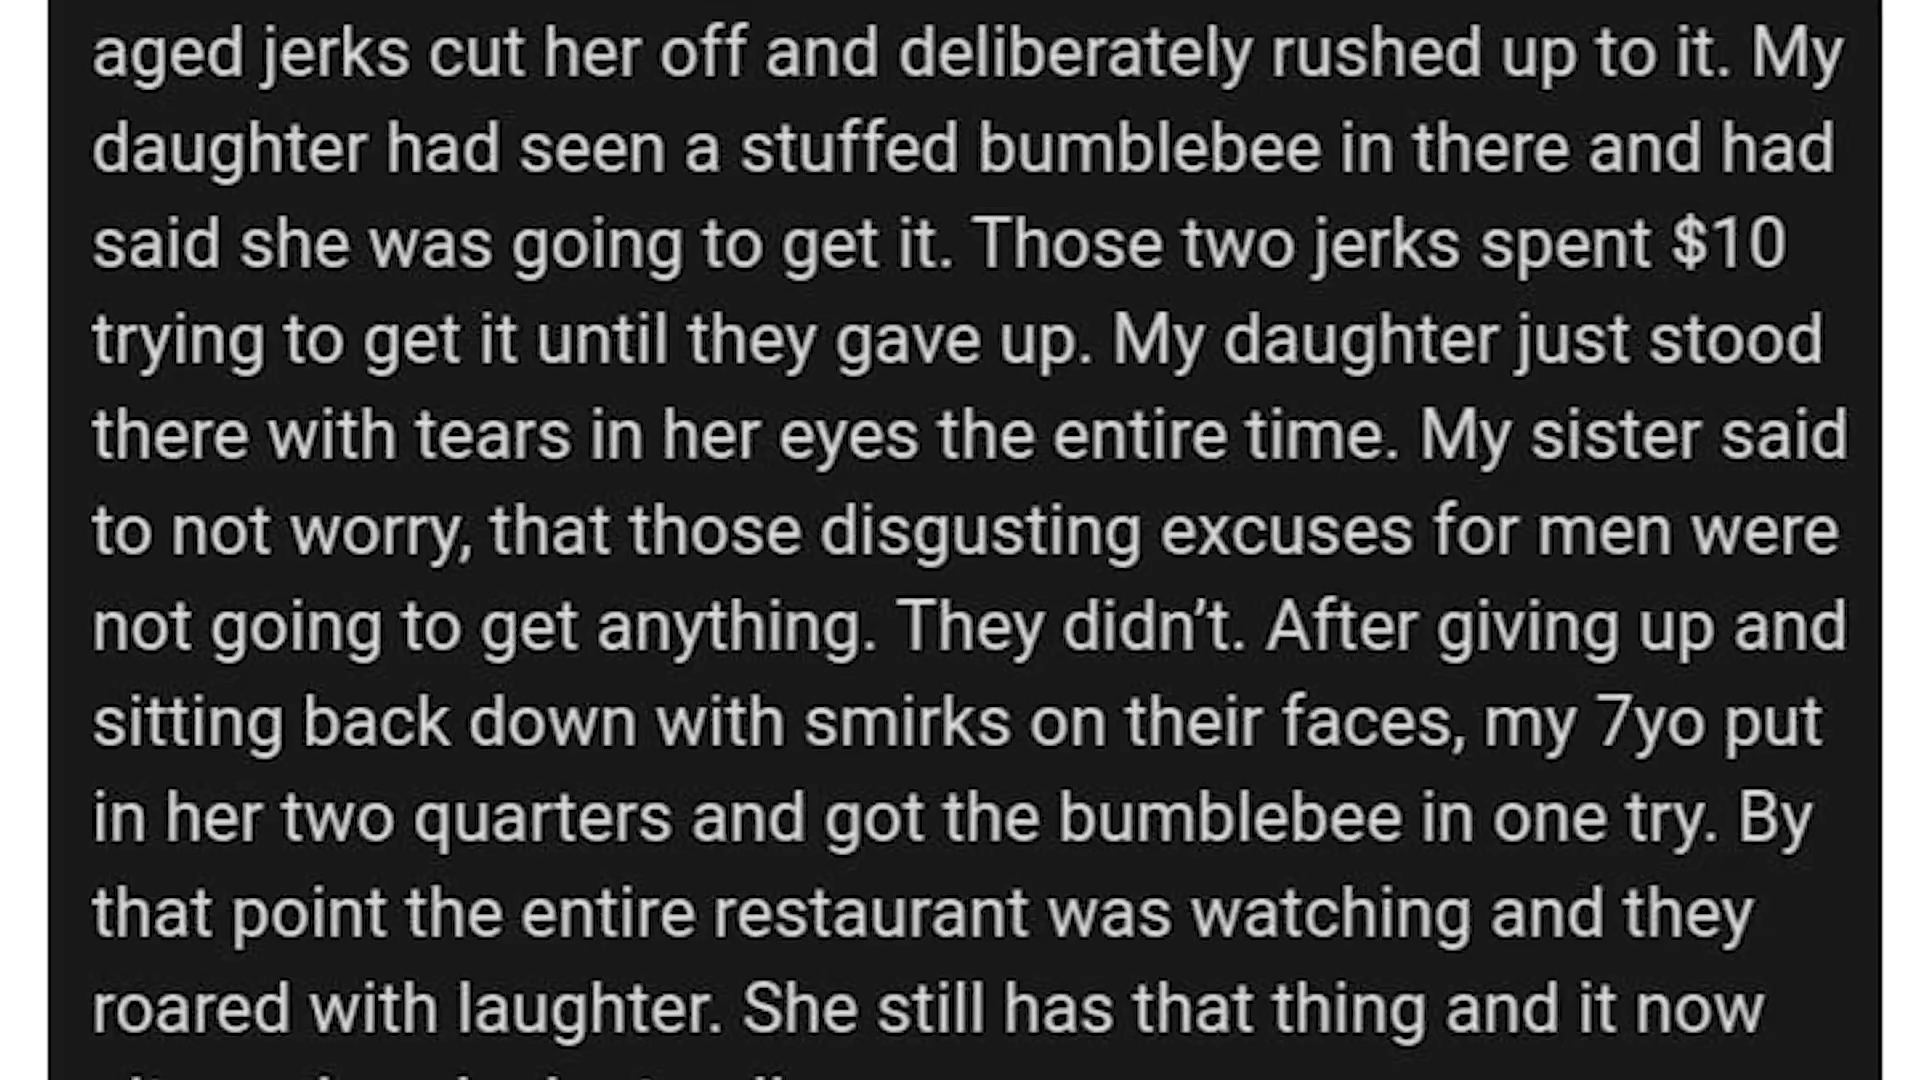 aged jerks cut her off and deliberately rushed up to it. My
daughter had seen a stuffed bumblebee in there and had
said she was going to get it. Those two jerks spent $10
trying to get it until they gave up. My daughter just stood
there with tears in her eyes the entire time. My sister said
to not worry, that those disgusting excuses for men were
not going to get anything. They didn’t. After giving up and
sitting back down with smirks on their faces, my 7yo put
in her two quarters and got the bumblebee in one try. By
that point the entire restaurant was watching and they
roared with laughter. She still has that thing and it now